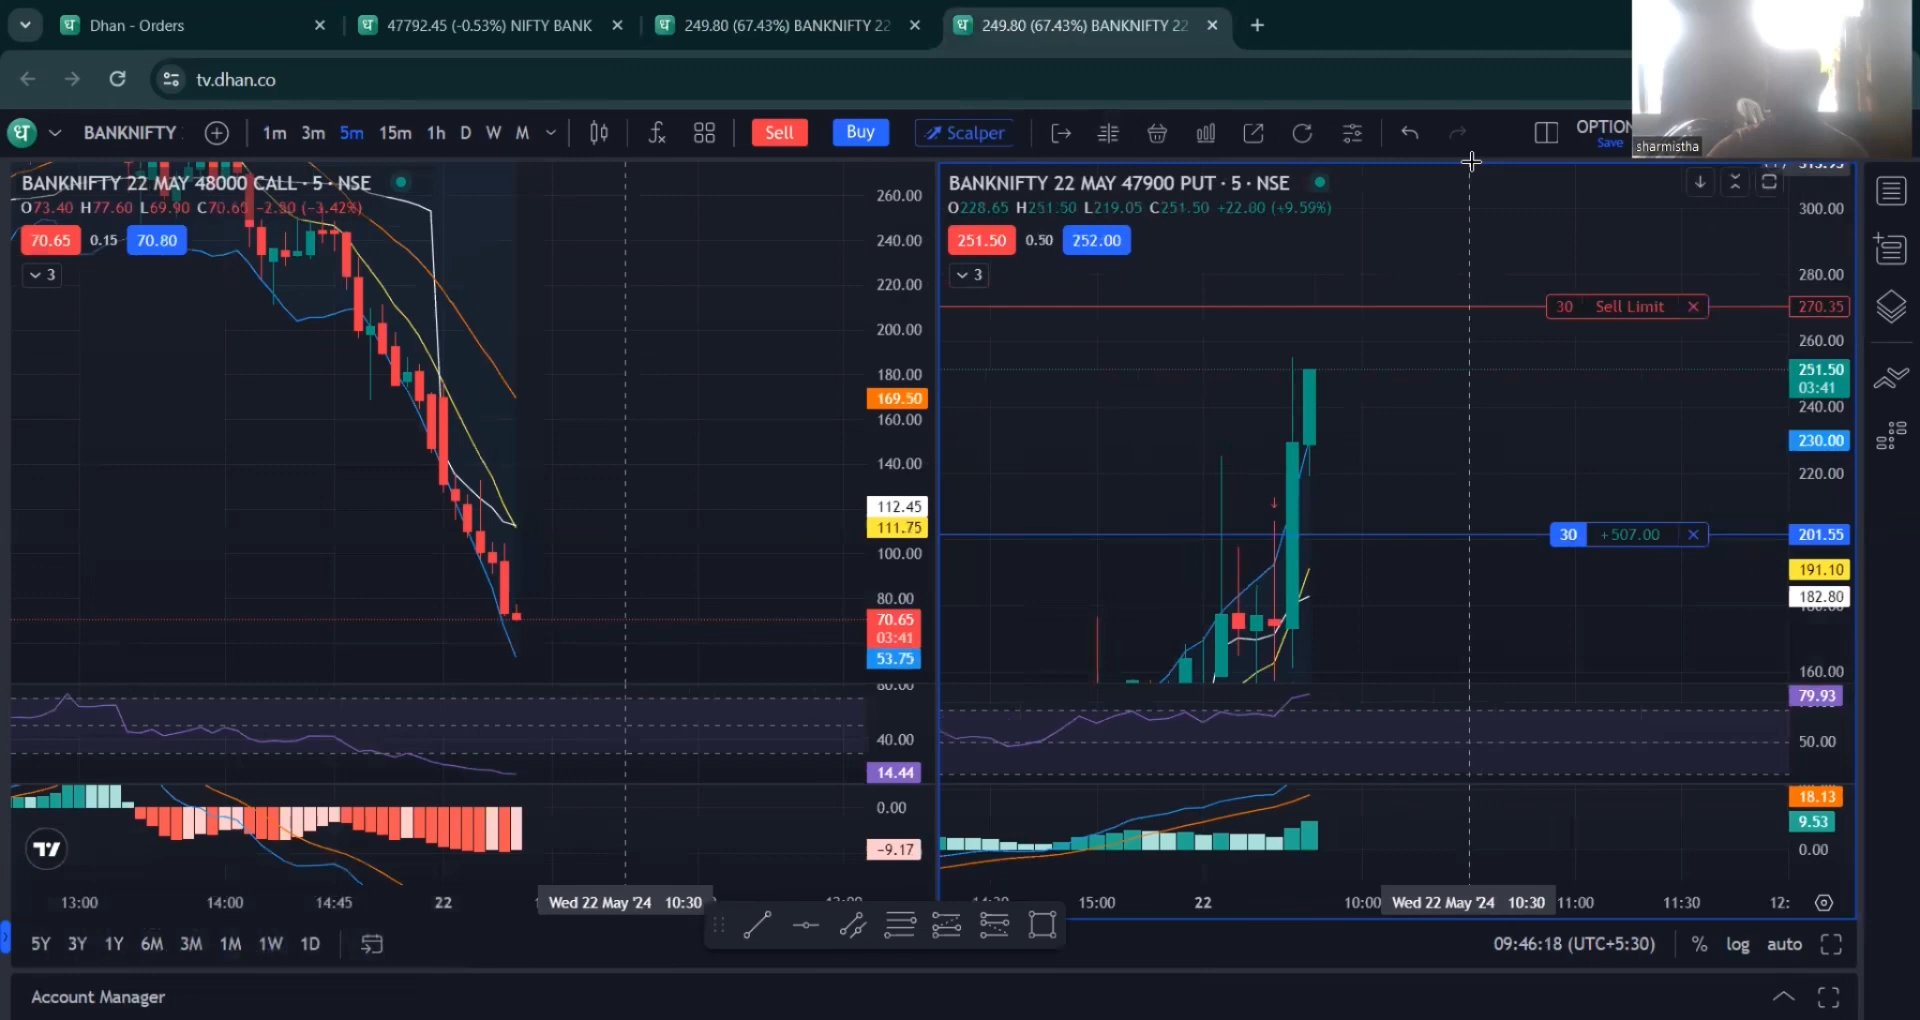 Dhan - Orders
47792.45 (-0.53%) NIFTY BANK
249.80 (67.43%) BANKNIFTY 22
249.80 (67.43%) BANKNIFTY 22
tv.dhan.co
sharmistha
BANKNIFTY
1m 3m 5m 15m 1h D W M
Sell
Buy
Scalper
OPTION
Save
BANKNIFTY 22 MAY 48000 CALL · 5 · NSE
O73.40 H77.60 L69.90 C70.65 -2.80 (-3.42%)
70.65 0.15 70.80
3
260.00
240.00
220.00
200.00
180.00
169.50
160.00
140.00
112.45
111.75
100.00
80.00
70.65
03:41
53.75
60.00
40.00
14.44
0.00
-9.17
13:00 14:00 14:45 22 Wed 22 May '24 10:30
BANKNIFTY 22 MAY 47900 PUT · 5 · NSE
O228.65 H251.50 L219.05 C251.50 +22.00 (+9.59%)
251.50 0.50 252.00
3
300.00
280.00
30 Sell Limit 270.35
260.00
251.50
03:41
240.00
230.00
220.00
30 +507.00 201.55
191.10
182.80
160.00
79.93
50.00
18.13
9.53
0.00
15:00 22 10:00 Wed 22 May '24 10:30 11:00 11:30 12:
5Y 3Y 1Y 6M 3M 1M 1W 1D
09:46:18 (UTC+5:30) % log auto
Account Manager